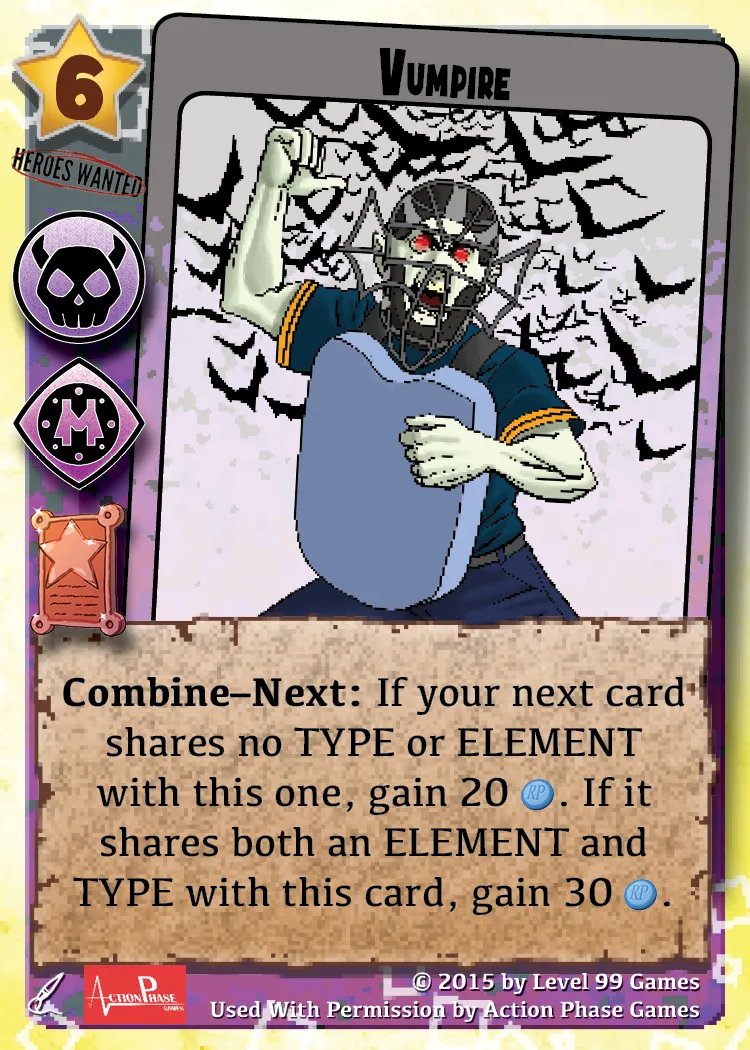 6
HEROES WANTED
VUMPIRE
M
Combine–Next: If your next card
shares no TYPE or ELEMENT
with this one, gain 20 RP. If it
shares both an ELEMENT and
TYPE with this card, gain 30 RP.
ACTIONPHASE
GAMES
© 2015 by Level 99 Games
Used With Permission by Action Phase Games